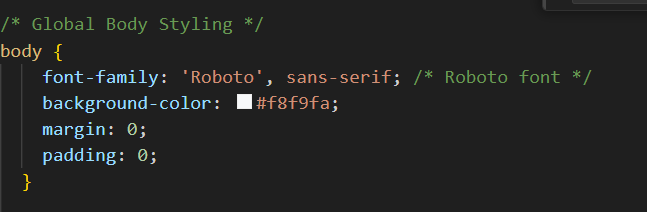 /* Global Body Styling */
body {
    font-family: 'Roboto', sans-serif; /* Roboto font */
    background-color: #f8f9fa;
    margin: 0;
    padding: 0;
  }